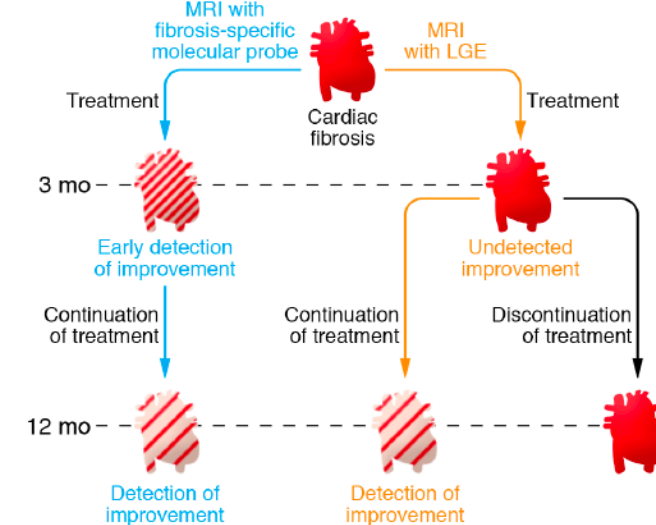 MRI with
fibrosis-specific
molecular probe
MRI
with LGE
Cardiac
fibrosis
Treatment
Treatment
3 mo
Early detection
of improvement
Undetected
improvement
Continuation
of treatment
Continuation
of treatment
Discontinuation
of treatment
12 mo
Detection of
improvement
Detection of
improvement